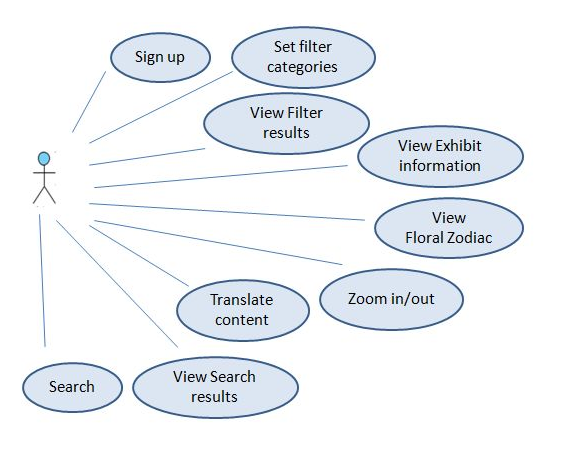 Sign up
Set filter
categories
View Filter
results
View Exhibit
information
View
Floral Zodiac
Zoom in/out
Translate
content
View Search
results
Search